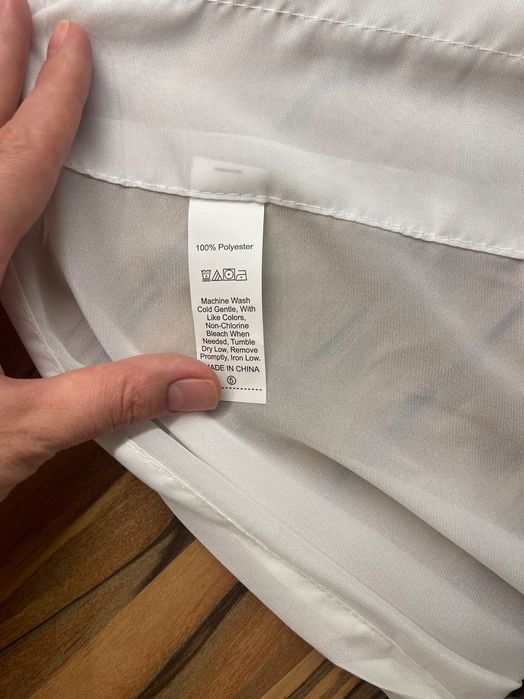 100% Polyester
Machine Wash
Cold Gentle, With
Like Colors,
Non-Chlorine
Bleach When
Needed, Tumble
Dry Low, Remove
Promptly, Iron Low.
MADE IN CHINA
6